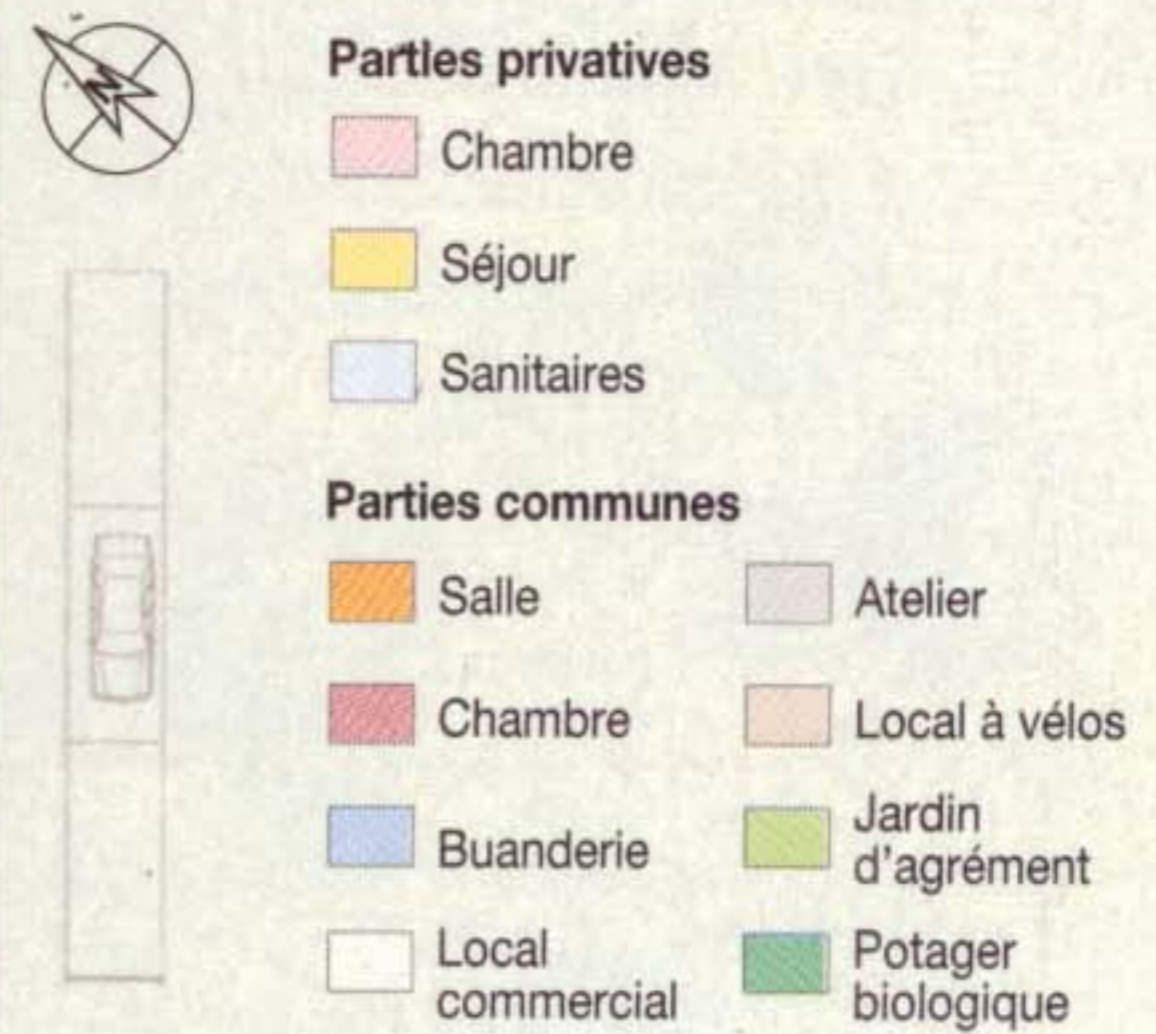 N
Parties privatives
Chambre
Séjour
Sanitaires
Parties communes
Salle
Chambre
Buanderie
Local
commercial
Atelier
Local à vélos
Jardin
d'agrément
Potager
biologique